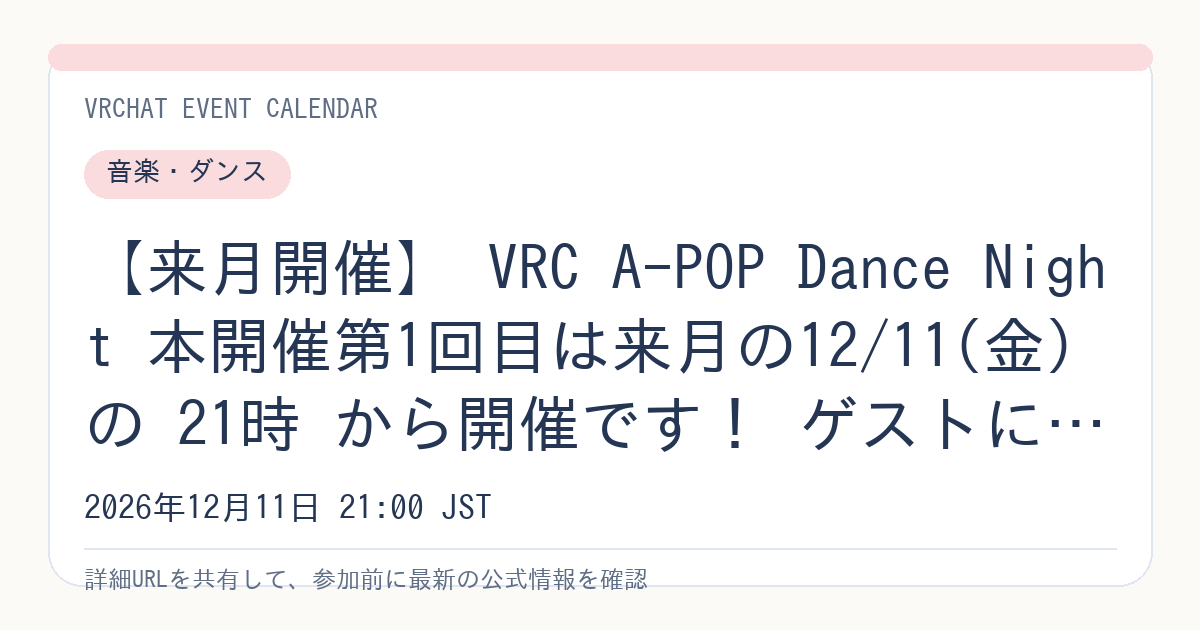 VRCHAT EVENT CALENDAR
音楽・ダンス
【来月開催】 VRC A-POP Dance Nigh
t 本開催第1回目は来月の12/11(金)
の 21時 から開催です！ ゲストに…
2026年12月11日 21:00 JST
詳細URLを共有して、参加前に最新の公式情報を確認